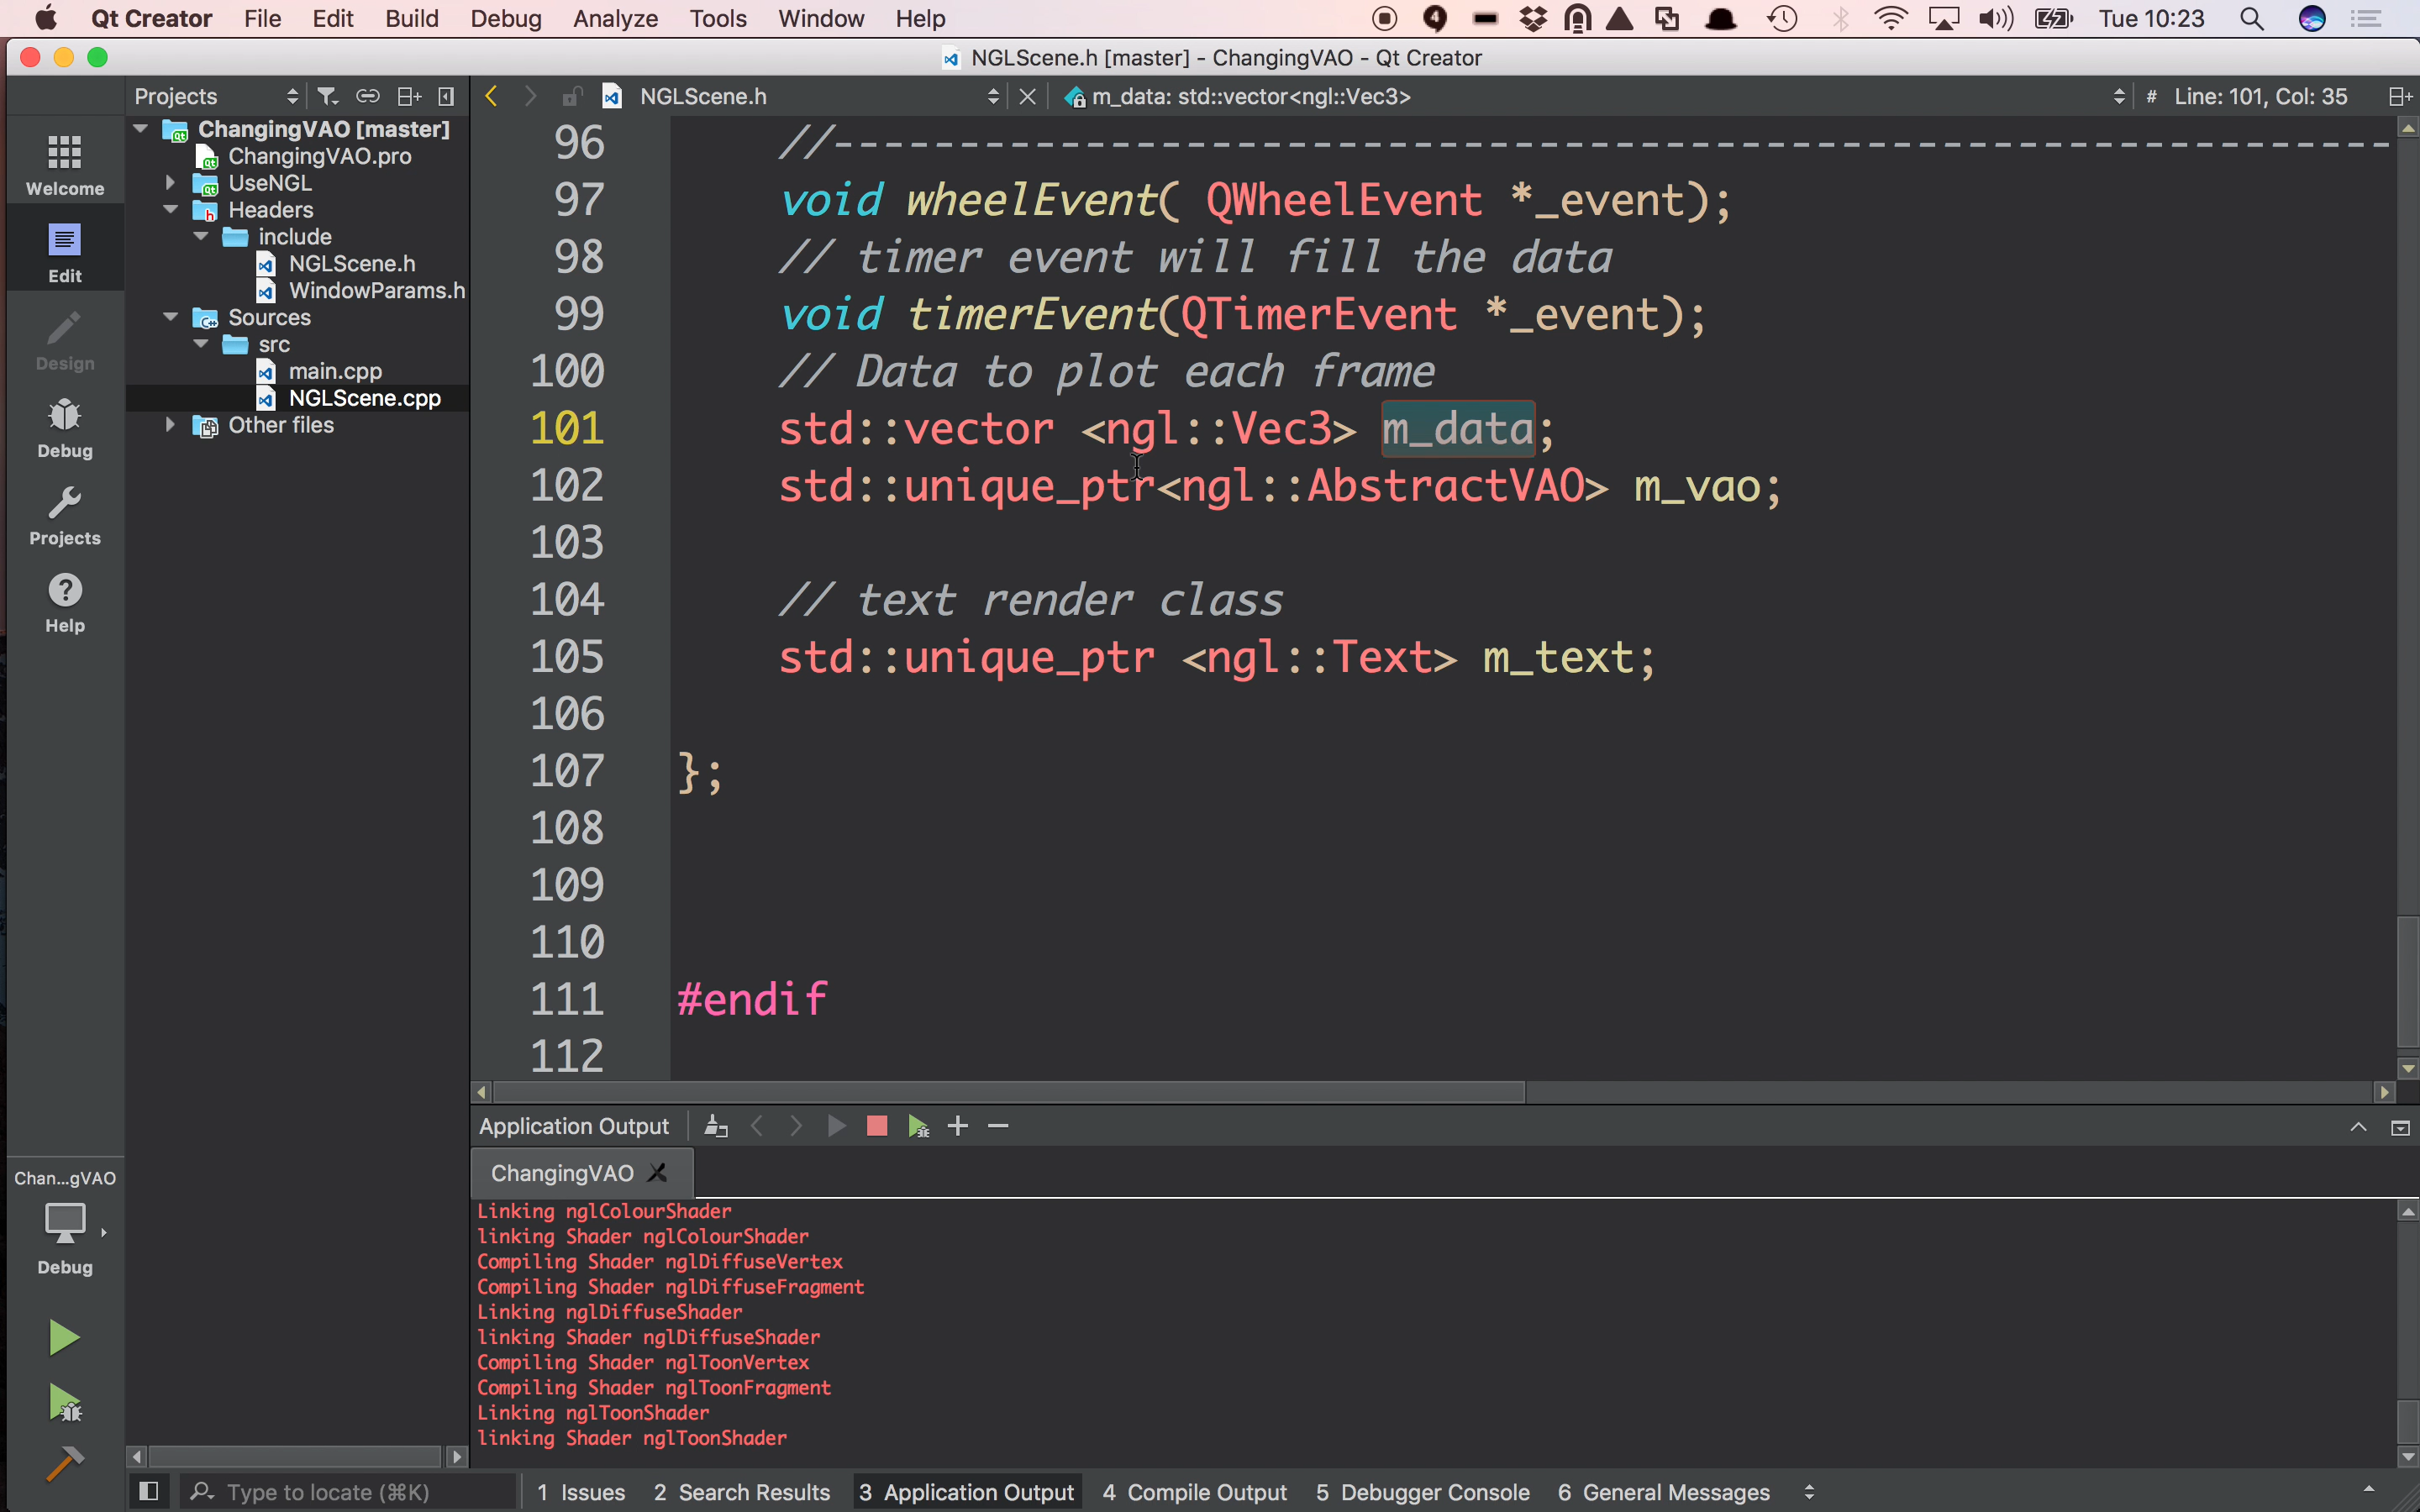 Qt Creator File Edit Build Debug Analyze Tools Window Help Tue 10:23
NGLScene.h [master] - ChangingVAO - Qt Creator
Projects NGLScene.h m_data: std::vector<ngl::Vec3> # Line: 101, Col: 35
Welcome
Edit
Design
Debug
Projects
Help
ChangingVAO [master]
ChangingVAO.pro
UseNGL
Headers
include
NGLScene.h
WindowParams.h
Sources
src
main.cpp
NGLScene.cpp
Other files
96 //----------------------------------------------------------------
97 void wheelEvent( QWheelEvent *_event);
98 // timer event will fill the data
99 void timerEvent(QTimerEvent *_event);
100 // Data to plot each frame
101 std::vector <ngl::Vec3> m_data;
102 std::unique_ptr<ngl::AbstractVAO> m_vao;
103
104 // text render class
105 std::unique_ptr <ngl::Text> m_text;
106
107 };
108
109
110
111 #endif
112
Application Output
ChangingVAO
Linking nglColourShader
linking Shader nglColourShader
Compiling Shader nglDiffuseVertex
Compiling Shader nglDiffuseFragment
Linking nglDiffuseShader
linking Shader nglDiffuseShader
Compiling Shader nglToonVertex
Compiling Shader nglToonFragment
Linking nglToonShader
linking Shader nglToonShader
Chan...gVAO
Debug
Type to locate (⌘K) 1 Issues 2 Search Results 3 Application Output 4 Compile Output 5 Debugger Console 6 General Messages